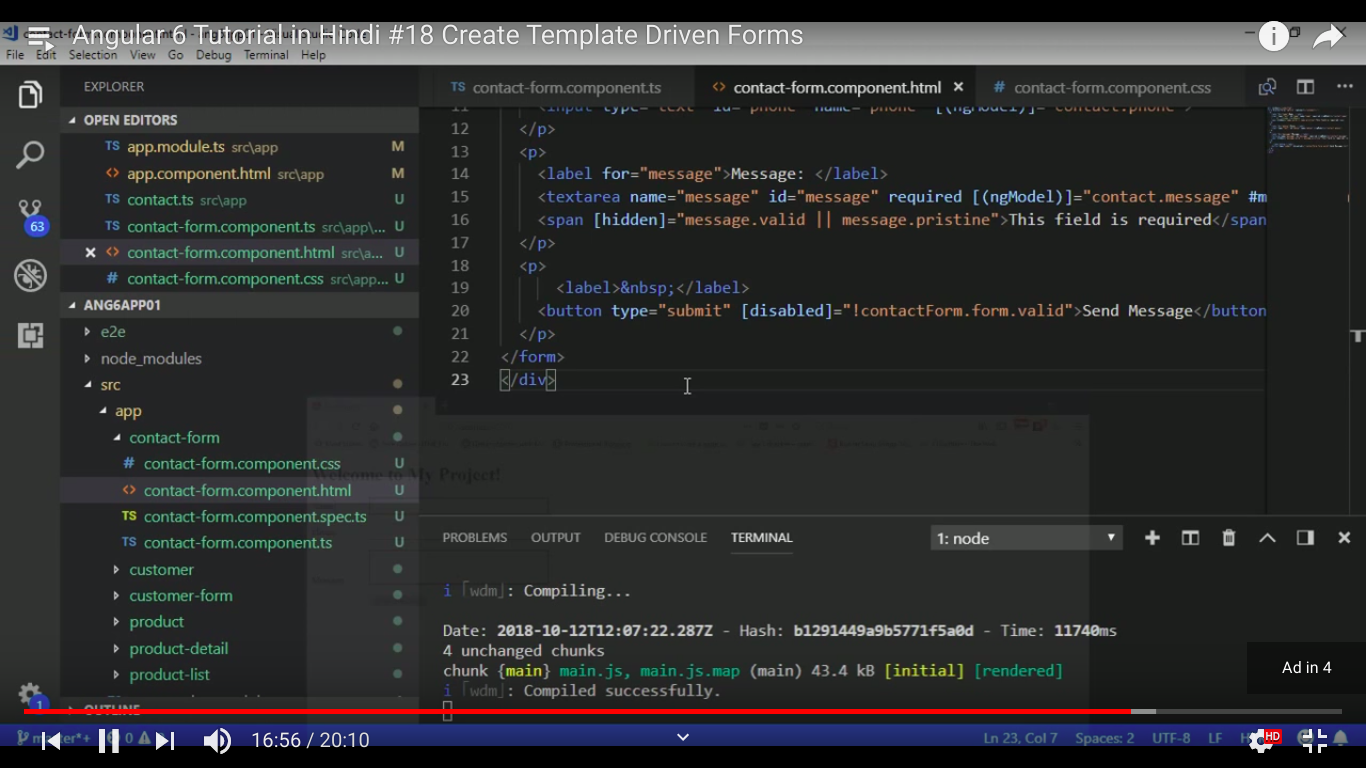 Angular 6 Tutorial in Hindi #18 Create Template Driven Forms
File Edit Selection View Go Debug Terminal Help
EXPLORER
OPEN EDITORS
TS app.module.ts src\app M
<> app.component.html src\app M
TS contact.ts src\app U
TS contact-form.component.ts src\app\... U
<> contact-form.component.html src\a... U
# contact-form.component.css src\app... U
63
ANG6APP01
e2e
node_modules
src
app
contact-form
# contact-form.component.css U
<> contact-form.component.html U
TS contact-form.component.spec.ts U
TS contact-form.component.ts U
customer
customer-form
product
product-detail
product-list
OUTLINE
1
TS contact-form.component.ts <> contact-form.component.html # contact-form.component.css
12 </p>
13 <p>
14 <label for="message">Message: </label>
15 <textarea name="message" id="message" required [(ngModel)]="contact.message" #m
16 <span [hidden]="message.valid || message.pristine">This field is required</span
17 </p>
18 <p>
19 <label>&nbsp;</label>
20 <button type="submit" [disabled]="!contactForm.form.valid">Send Message</button
21 </p>
22 </form>
23 </div>
My Project!
PROBLEMS OUTPUT DEBUG CONSOLE TERMINAL 1: node
i ｢wdm｣: Compiling...
Date: 2018-10-12T12:07:22.287Z - Hash: b1291449a9b5771f5a0d - Time: 11740ms
4 unchanged chunks
chunk {main} main.js, main.js.map (main) 43.4 kB [initial] [rendered]
i ｢wdm｣: Compiled successfully.
Ad in 4
16:56 / 20:10
Ln 23, Col 7 Spaces: 2 UTF-8 LF
HD